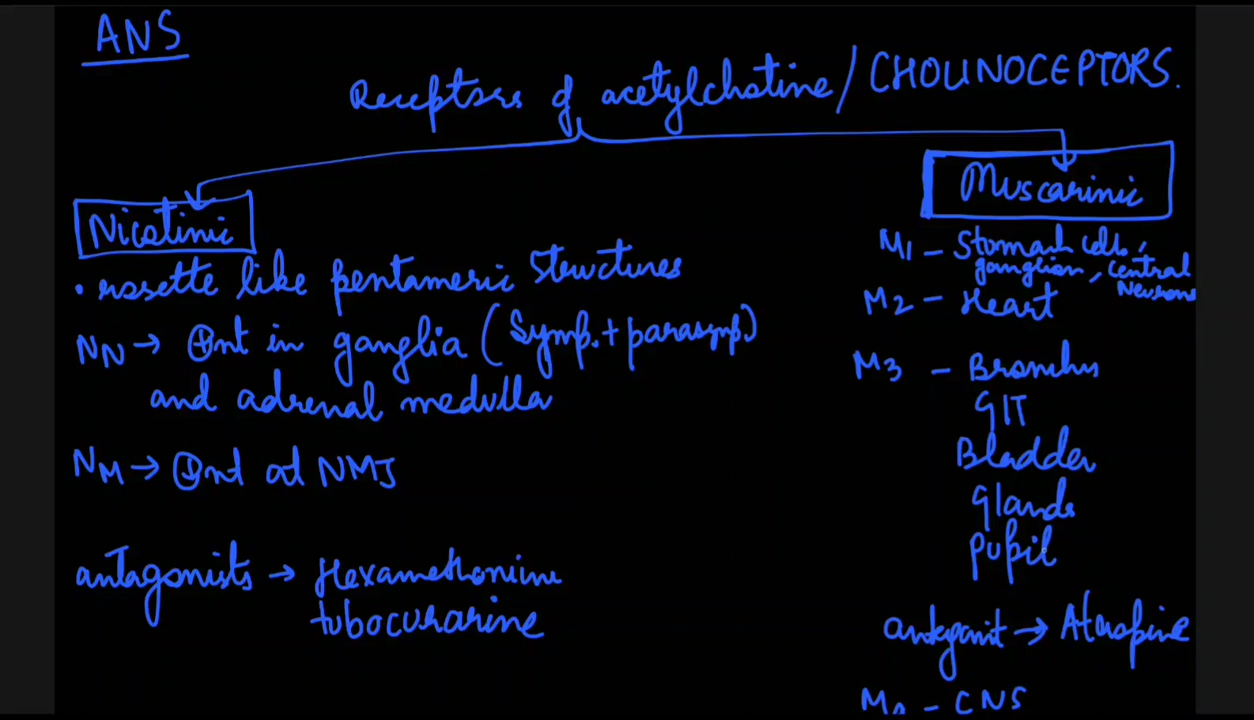 ANS
Receptors of acetylcholine / CHOLINOCEPTORS.
Nicotinic
• rosette like pentameric structures
NN → ⊕nt in ganglia (Symp. + parasymp.)
and adrenal medulla
NM → ⊕nt at NMJ
antagonists → Hexamethonium
tubocurarine
Muscarinic
M1 - Stomach cells,
ganglion, Central
Neurons
M2 - Heart
M3 - Bronchus
GIT
Bladder
Glands
pupil
antagonist → Atropine
- CNS